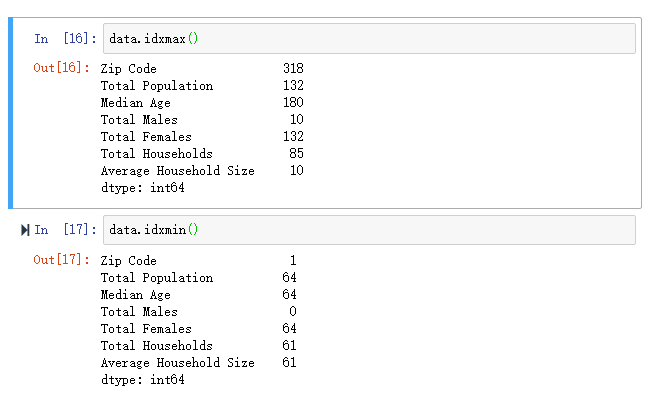 In [16]: data.idxmax()
Out[16]: Zip Code 318
Total Population 132
Median Age 180
Total Males 10
Total Females 132
Total Households 85
Average Household Size 10
dtype: int64
In [17]: data.idxmin()
Out[17]: Zip Code 1
Total Population 64
Median Age 64
Total Males 0
Total Females 64
Total Households 61
Average Household Size 61
dtype: int64